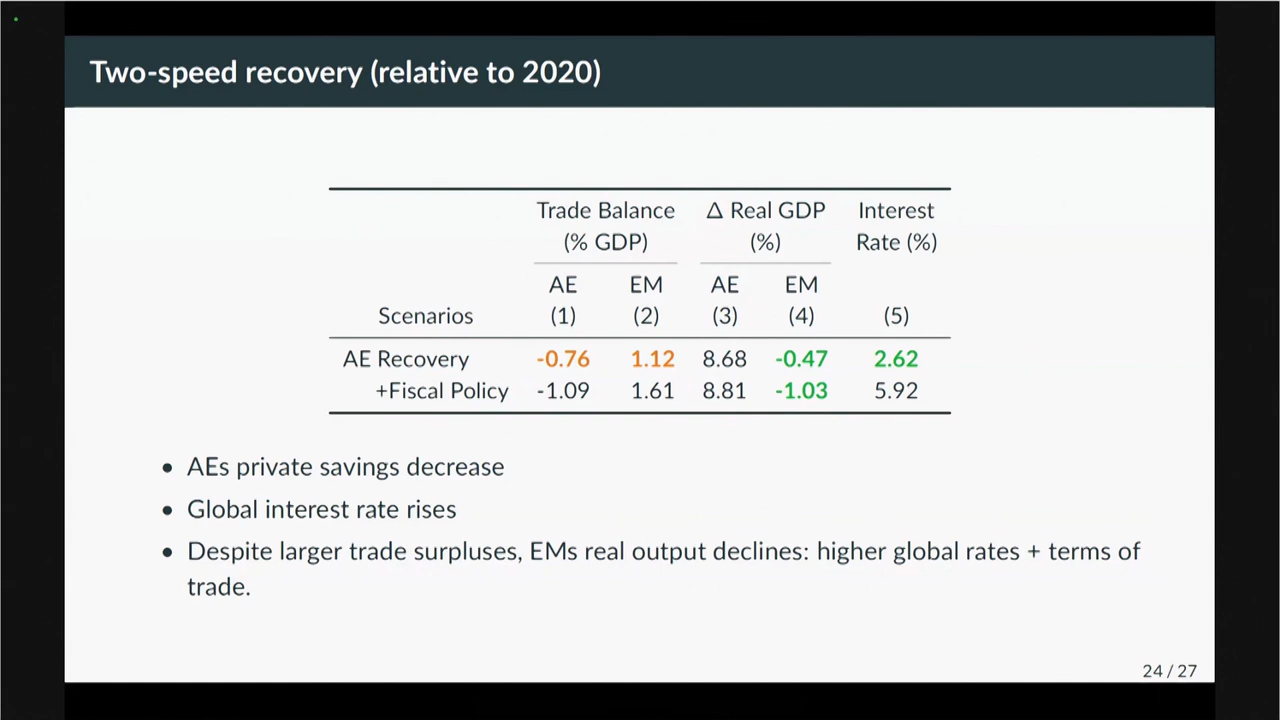 Two-speed recovery (relative to 2020)
Trade Balance Δ Real GDP Interest
(% GDP) (%) Rate (%)
AE EM AE EM
Scenarios (1) (2) (3) (4) (5)
AE Recovery -0.76 1.12 8.68 -0.47 2.62
+Fiscal Policy -1.09 1.61 8.81 -1.03 5.92
• AEs private savings decrease
• Global interest rate rises
• Despite larger trade surpluses, EMs real output declines: higher global rates + terms of
trade.
24 / 27